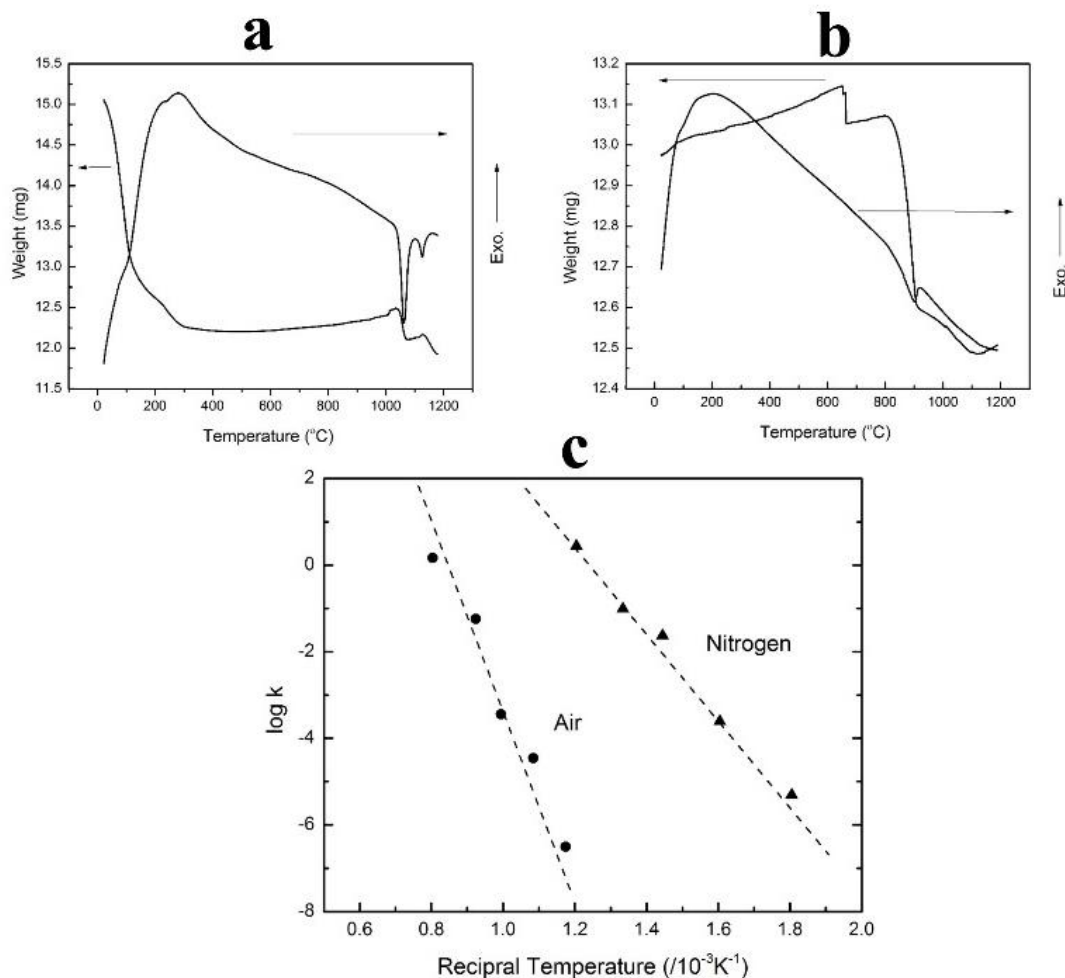 a
b
15.5
15.0
14.5
14.0
13.5
13.0
12.5
12.0
11.5
Weight (mg)
Exo.
0 200 400 600 800 1000 1200
Temperature (°C)
13.2
13.1
13.0
12.9
12.8
12.7
12.6
12.5
12.4
Weight (mg)
Exo.
0 200 400 600 800 1000 1200
Temperature (°C)
c
2
0
-2
-4
-6
-8
log k
Nitrogen
Air
0.6 0.8 1.0 1.2 1.4 1.6 1.8 2.0
Recipral Temperature (/10⁻³K⁻¹)